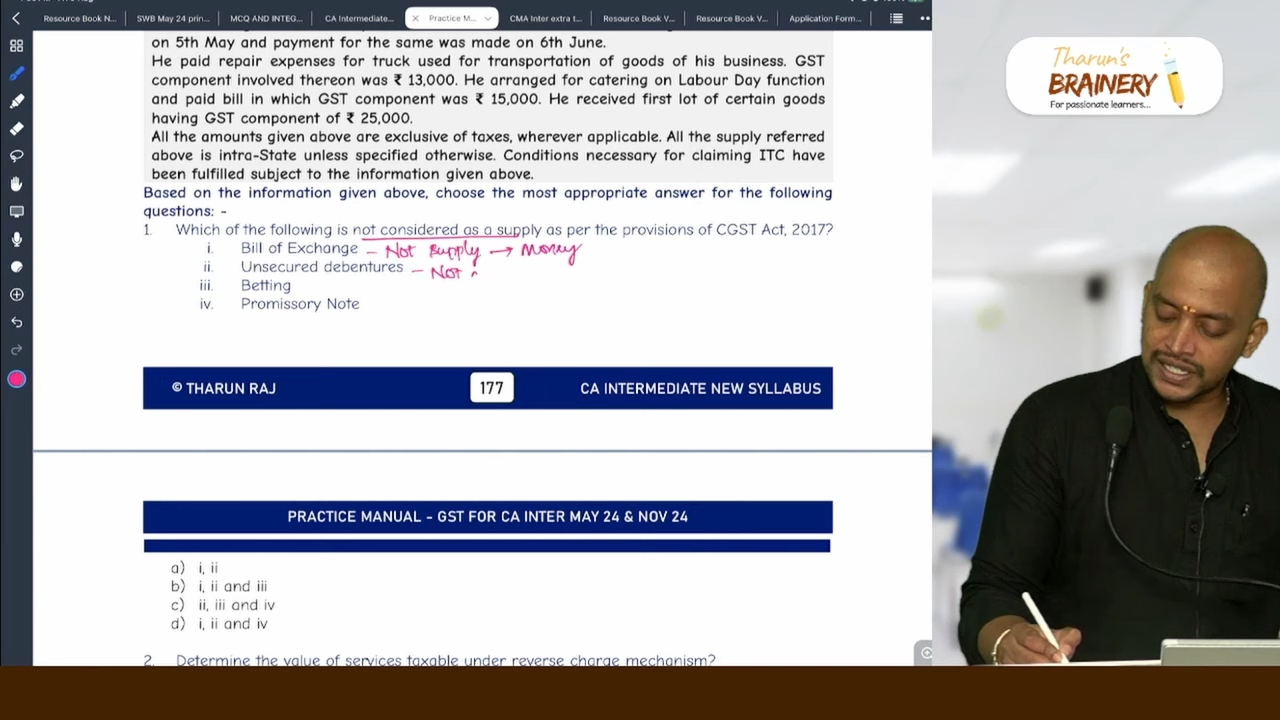 Resource Book N...
SWB May 24 prin...
MCQ AND INTEG...
CA Intermediate...
Practice M...
CMA Inter extra t...
Resource Book V...
Resource Book V...
Application Form...
on 5th May and payment for the same was made on 6th June.
He paid repair expenses for truck used for transportation of goods of his business. GST
component involved thereon was ₹ 13,000. He arranged for catering on Labour Day function
and paid bill in which GST component was ₹ 15,000. He received first lot of certain goods
having GST component of ₹ 25,000.
All the amounts given above are exclusive of taxes, wherever applicable. All the supply referred
above is intra-State unless specified otherwise. Conditions necessary for claiming ITC have
been fulfilled subject to the information given above.
Based on the information given above, choose the most appropriate answer for the following
questions: -
1. Which of the following is not considered as a supply as per the provisions of CGST Act, 2017?
i. Bill of Exchange – Not supply → Money
ii. Unsecured debentures – Not
iii. Betting
iv. Promissory Note
© THARUN RAJ 177 CA INTERMEDIATE NEW SYLLABUS
PRACTICE MANUAL - GST FOR CA INTER MAY 24 & NOV 24
a) i, ii
b) i, ii and iii
c) ii, iii and iv
d) i, ii and iv
2. Determine the value of services taxable under reverse charge mechanism?
Tharun's
BRAINERY
For passionate learners...